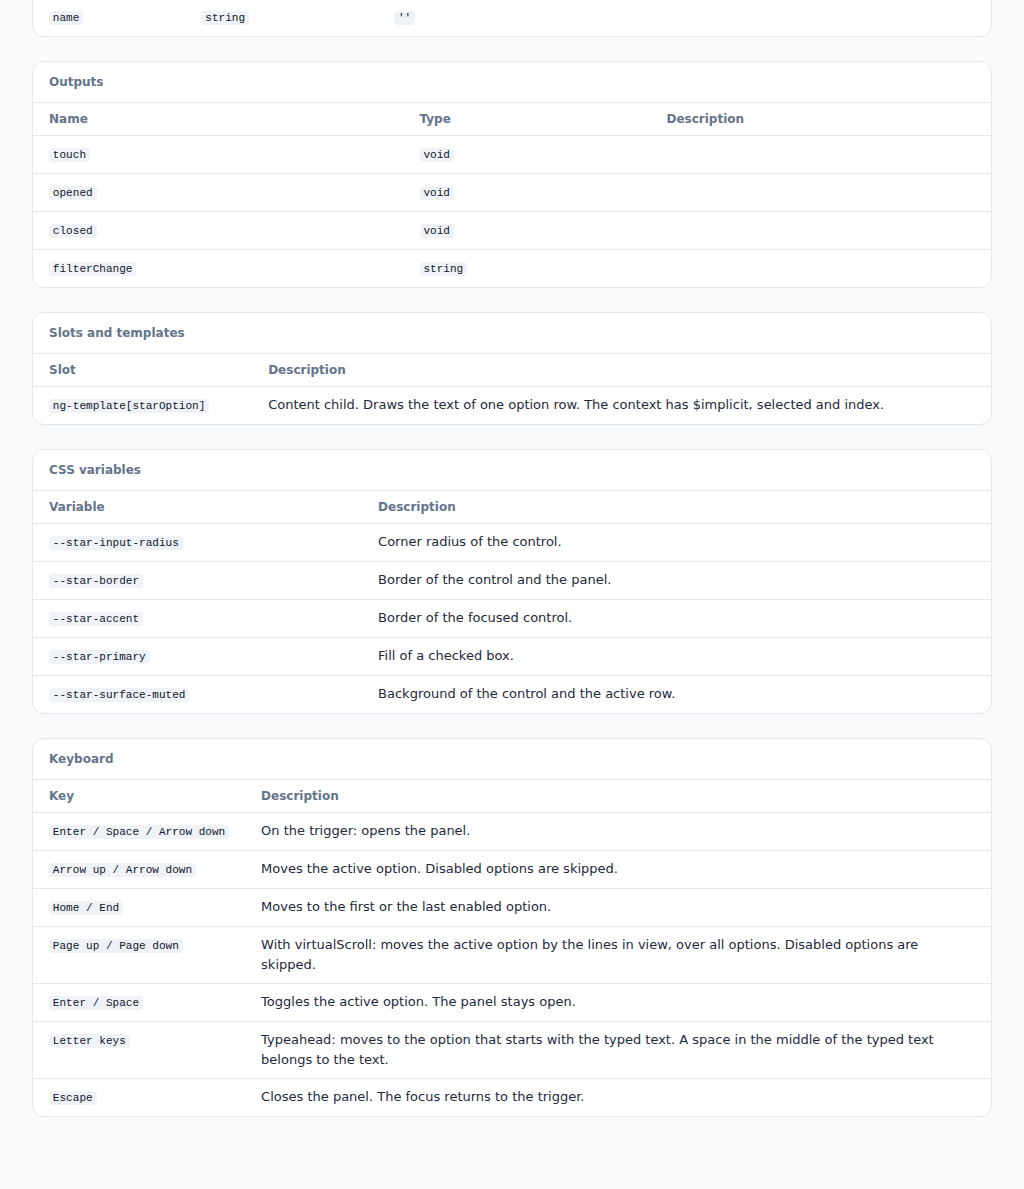 name string ''
Outputs
Name Type Description
touch void
opened void
closed void
filterChange string
Slots and templates
Slot Description
ng-template[starOption] Content child. Draws the text of one option row. The context has $implicit, selected and index.
CSS variables
Variable Description
--star-input-radius Corner radius of the control.
--star-border Border of the control and the panel.
--star-accent Border of the focused control.
--star-primary Fill of a checked box.
--star-surface-muted Background of the control and the active row.
Keyboard
Key Description
Enter / Space / Arrow down On the trigger: opens the panel.
Arrow up / Arrow down Moves the active option. Disabled options are skipped.
Home / End Moves to the first or the last enabled option.
Page up / Page down With virtualScroll: moves the active option by the lines in view, over all options. Disabled options are
skipped.
Enter / Space Toggles the active option. The panel stays open.
Letter keys Typeahead: moves to the option that starts with the typed text. A space in the middle of the typed text
belongs to the text.
Escape Closes the panel. The focus returns to the trigger.